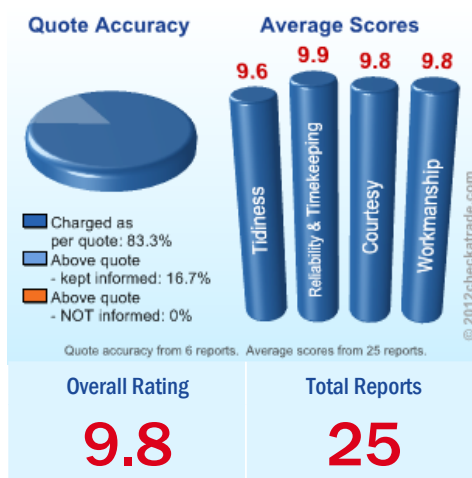 Quote Accuracy
Average Scores
9.6
9.9
9.8
9.8
Tidiness
Reliability & Timekeeping
Courtesy
Workmanship
Charged as
per quote: 83.3%
Above quote
- kept informed: 16.7%
Above quote
- NOT informed: 0%
© 2012checkatrade.com
Quote accuracy from 6 reports. Average scores from 25 reports.
Overall Rating
9.8
Total Reports
25